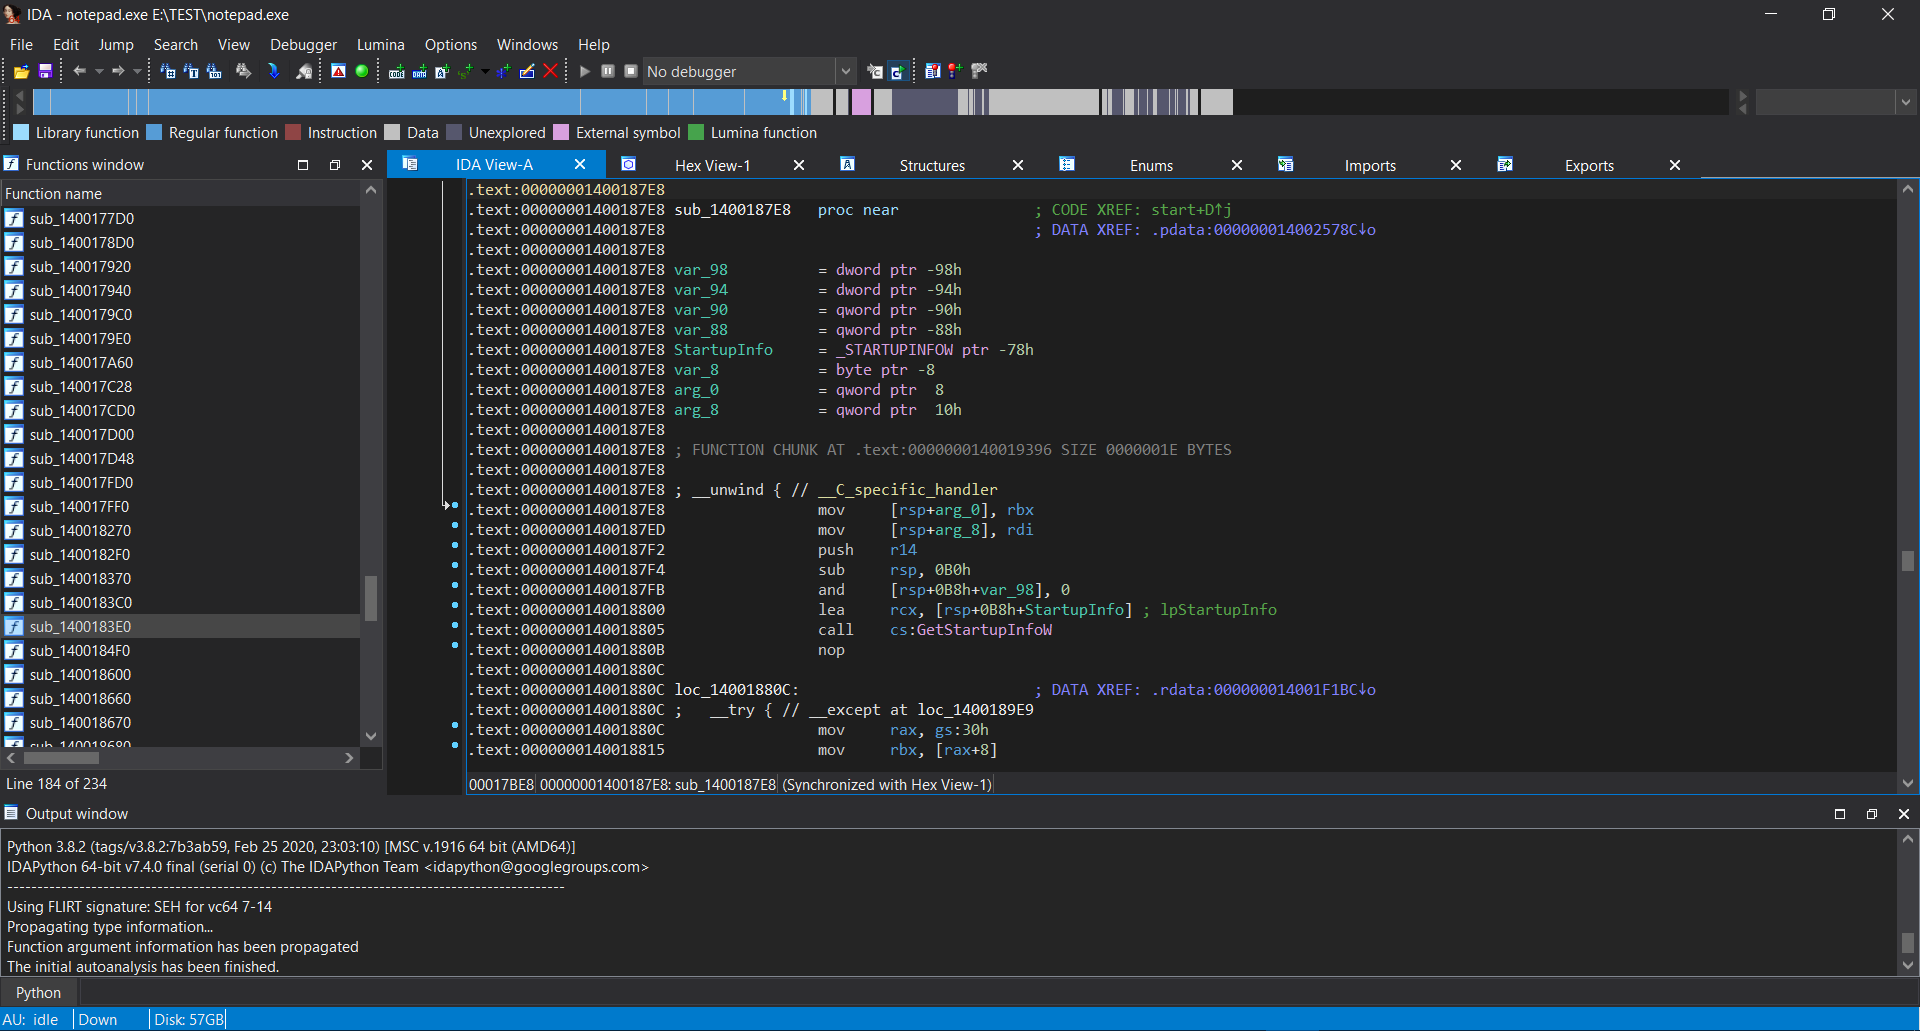 IDA - notepad.exe E:\TEST\notepad.exe
File Edit Jump Search View Debugger Lumina Options Windows Help
No debugger
Library function Regular function Instruction Data Unexplored External symbol Lumina function
Functions window
Function name
sub_1400177D0
sub_1400178D0
sub_140017920
sub_140017940
sub_1400179C0
sub_1400179E0
sub_140017A60
sub_140017C28
sub_140017CD0
sub_140017D00
sub_140017D48
sub_140017FD0
sub_140017FF0
sub_140018270
sub_1400182F0
sub_140018370
sub_1400183C0
sub_1400183E0
sub_1400184F0
sub_140018600
sub_140018660
sub_140018670
sub_140018680
Line 184 of 234
IDA View-A Hex View-1 Structures Enums Imports Exports
.text:00000001400187E8
.text:00000001400187E8 sub_1400187E8 proc near ; CODE XREF: start+D↑j
.text:00000001400187E8 ; DATA XREF: .pdata:000000014002578C↓o
.text:00000001400187E8
.text:00000001400187E8 var_98 = dword ptr -98h
.text:00000001400187E8 var_94 = dword ptr -94h
.text:00000001400187E8 var_90 = qword ptr -90h
.text:00000001400187E8 var_88 = qword ptr -88h
.text:00000001400187E8 StartupInfo = _STARTUPINFOW ptr -78h
.text:00000001400187E8 var_8 = byte ptr -8
.text:00000001400187E8 arg_0 = qword ptr 8
.text:00000001400187E8 arg_8 = qword ptr 10h
.text:00000001400187E8
.text:00000001400187E8 ; FUNCTION CHUNK AT .text:0000000140019396 SIZE 0000001E BYTES
.text:00000001400187E8
.text:00000001400187E8 ; __unwind { // __C_specific_handler
.text:00000001400187E8 mov [rsp+arg_0], rbx
.text:00000001400187ED mov [rsp+arg_8], rdi
.text:00000001400187F2 push r14
.text:00000001400187F4 sub rsp, 0B0h
.text:00000001400187FB and [rsp+0B8h+var_98], 0
.text:0000000140018800 lea rcx, [rsp+0B8h+StartupInfo] ; lpStartupInfo
.text:0000000140018805 call cs:GetStartupInfoW
.text:000000014001880B nop
.text:000000014001880C
.text:000000014001880C loc_14001880C: ; DATA XREF: .rdata:000000014001F1BC↓o
.text:000000014001880C ; __try { // __except at loc_1400189E9
.text:000000014001880C mov rax, gs:30h
.text:0000000140018815 mov rbx, [rax+8]
00017BE8 00000001400187E8: sub_1400187E8 (Synchronized with Hex View-1)
Output window
Python 3.8.2 (tags/v3.8.2:7b3ab59, Feb 25 2020, 23:03:10) [MSC v.1916 64 bit (AMD64)]
IDAPython 64-bit v7.4.0 final (serial 0) (c) The IDAPython Team <idapython@googlegroups.com>
---------------------------------------------------------------------------------------------
Using FLIRT signature: SEH for vc64 7-14
Propagating type information...
Function argument information has been propagated
The initial autoanalysis has been finished.
Python
AU: idle Down Disk: 57GB